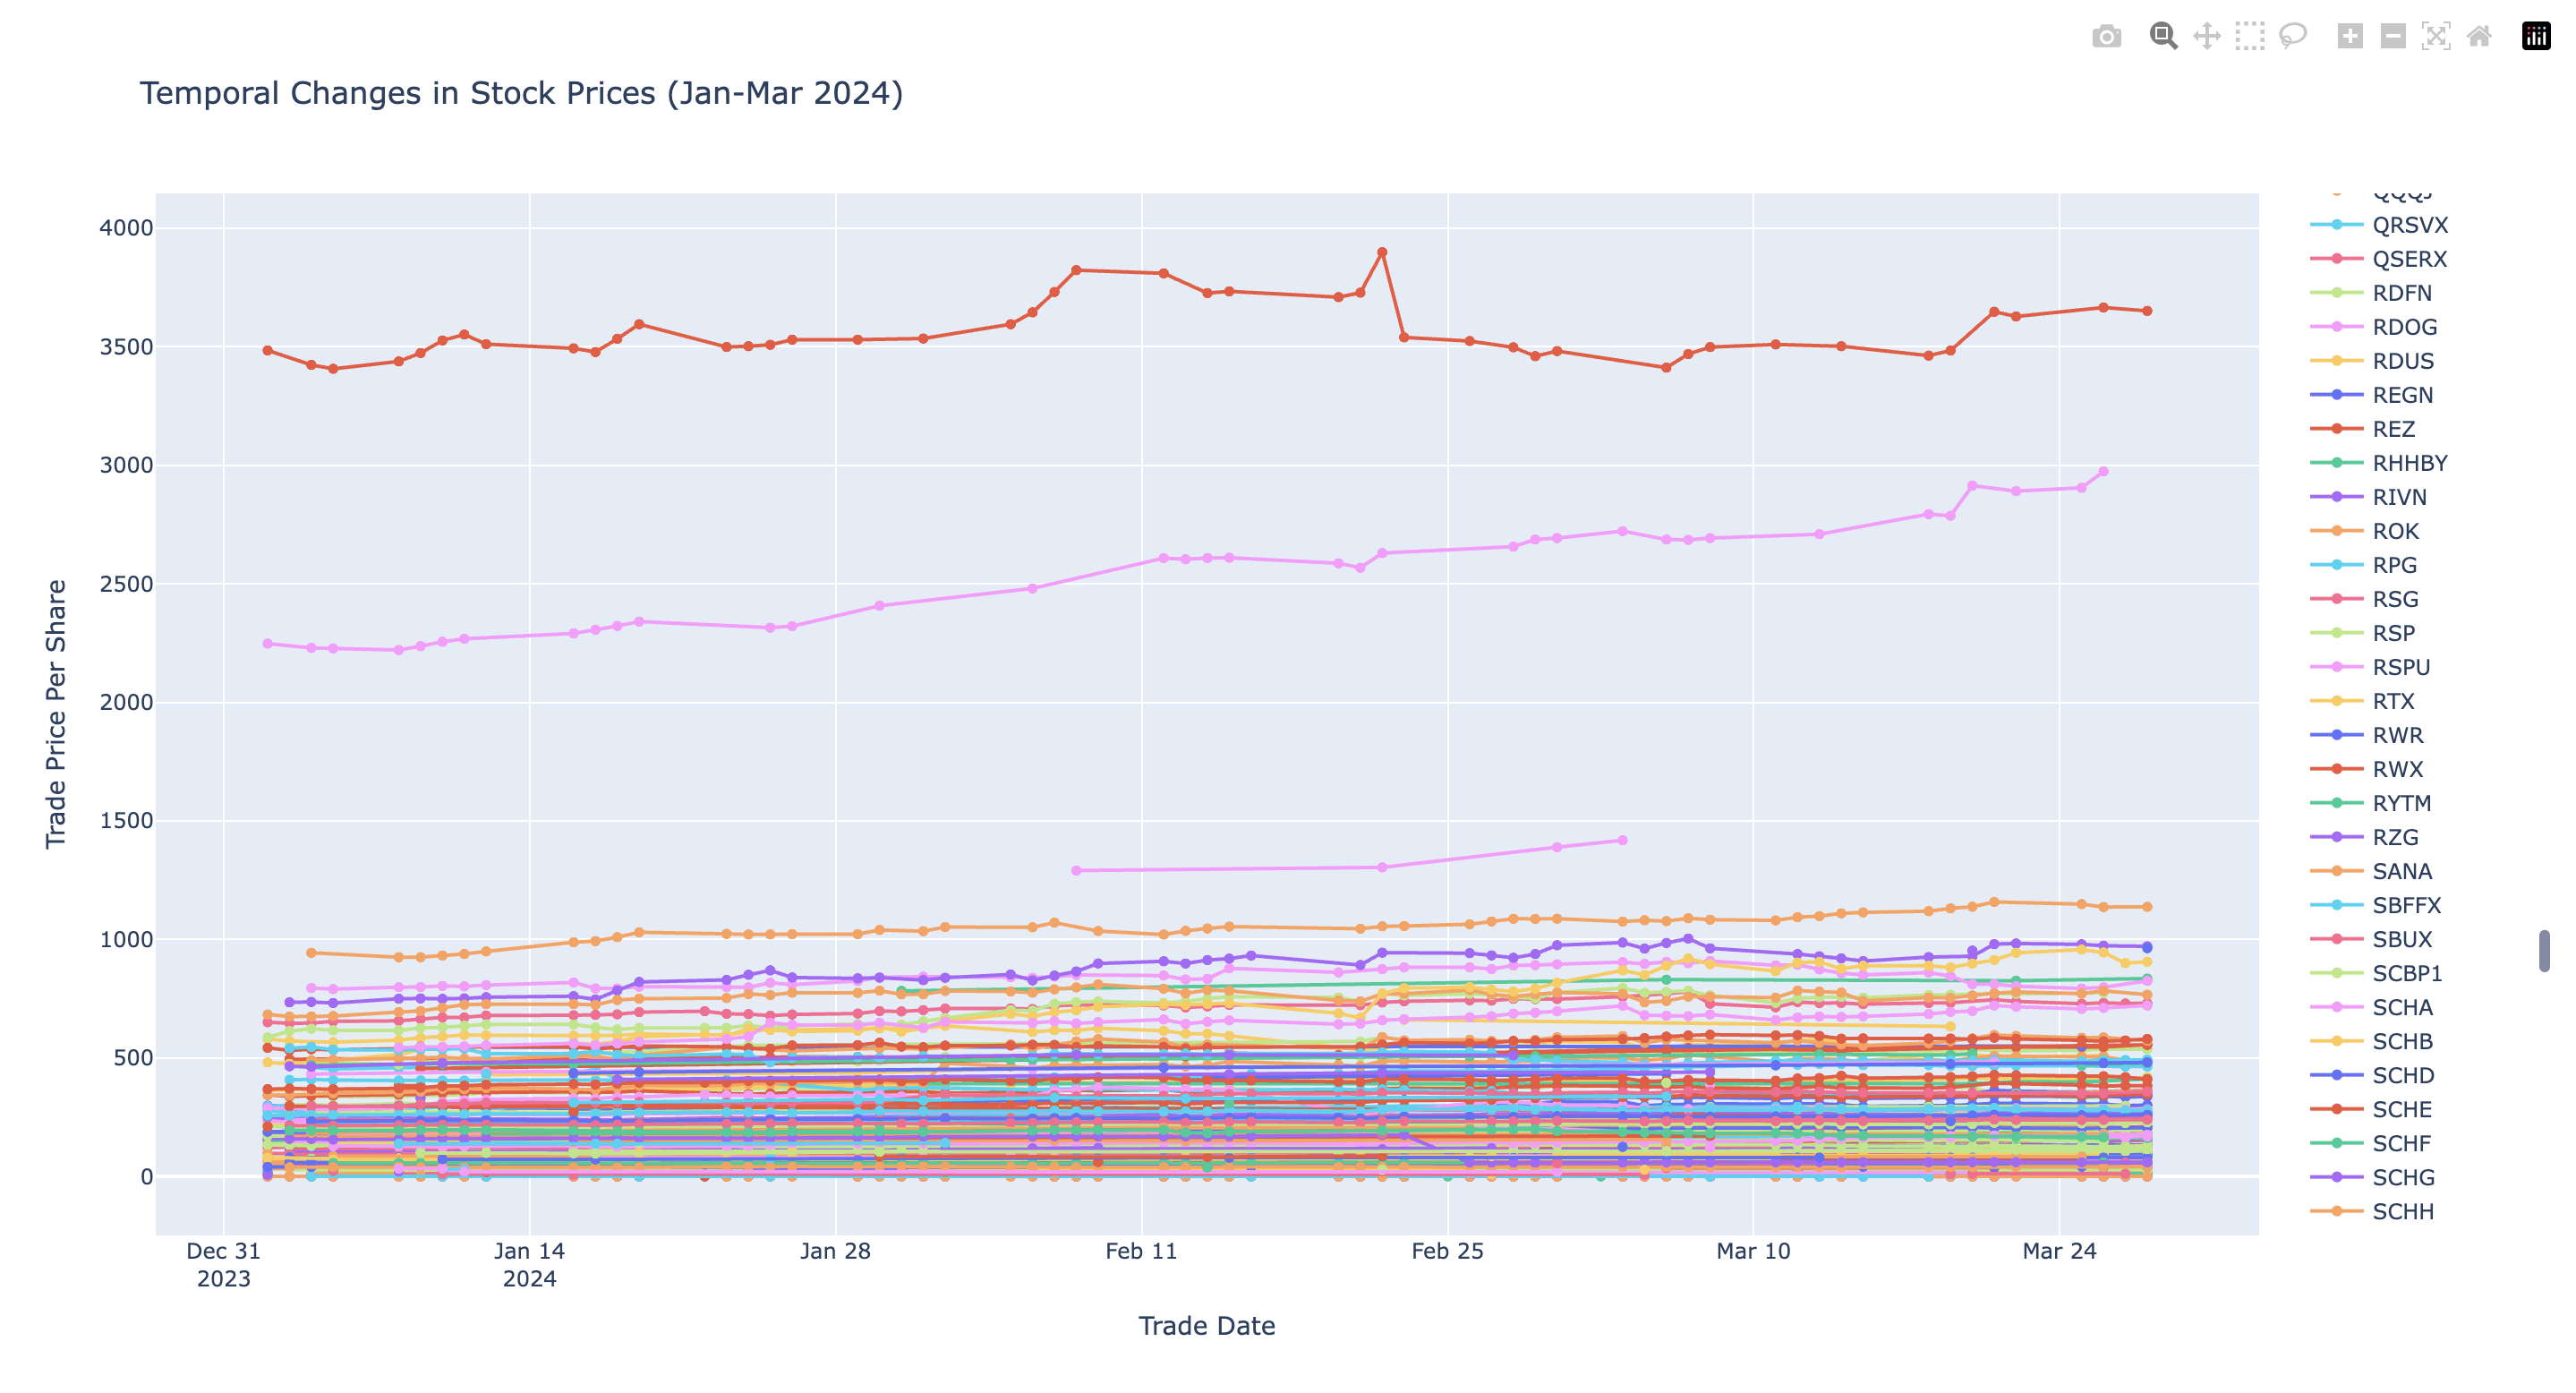 Temporal Changes in Stock Prices (Jan-Mar 2024)
4000
3500
3000
2500
2000
1500
1000
500
0
Trade Price Per Share
Dec 31
2023
Jan 14
2024
Jan 28
Feb 11
Feb 25
Mar 10
Mar 24
Trade Date
QRSVX
QSERX
RDFN
RDOG
RDUS
REGN
REZ
RHHBY
RIVN
ROK
RPG
RSG
RSP
RSPU
RTX
RWR
RWX
RYTM
RZG
SANA
SBFFX
SBUX
SCBP1
SCHA
SCHB
SCHD
SCHE
SCHF
SCHG
SCHH